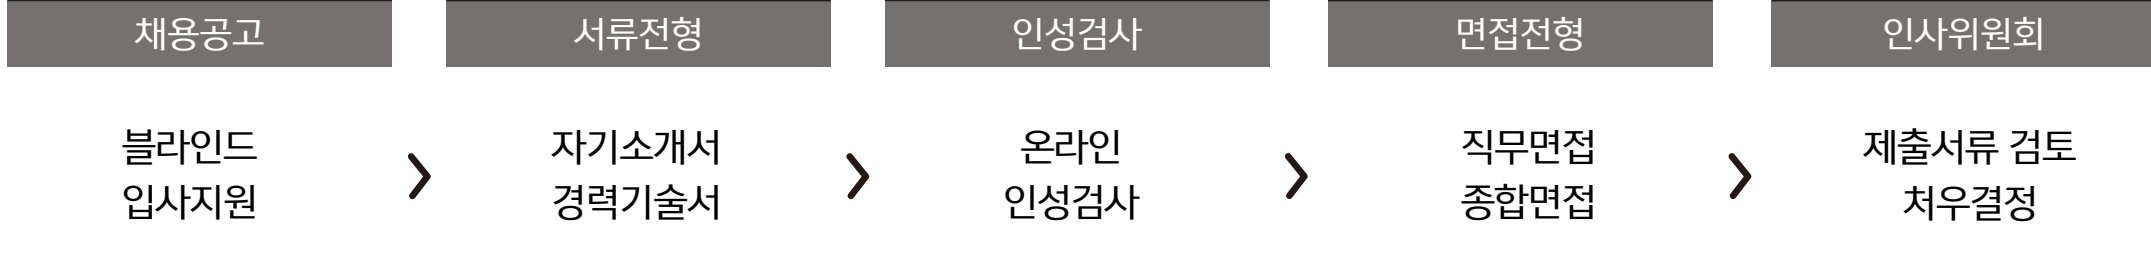 채용공고
블라인드
입사지원
서류전형
자기소개서
경력기술서
인성검사
온라인
인성검사
면접전형
직무면접
종합면접
인사위원회
제출서류 검토
처우결정